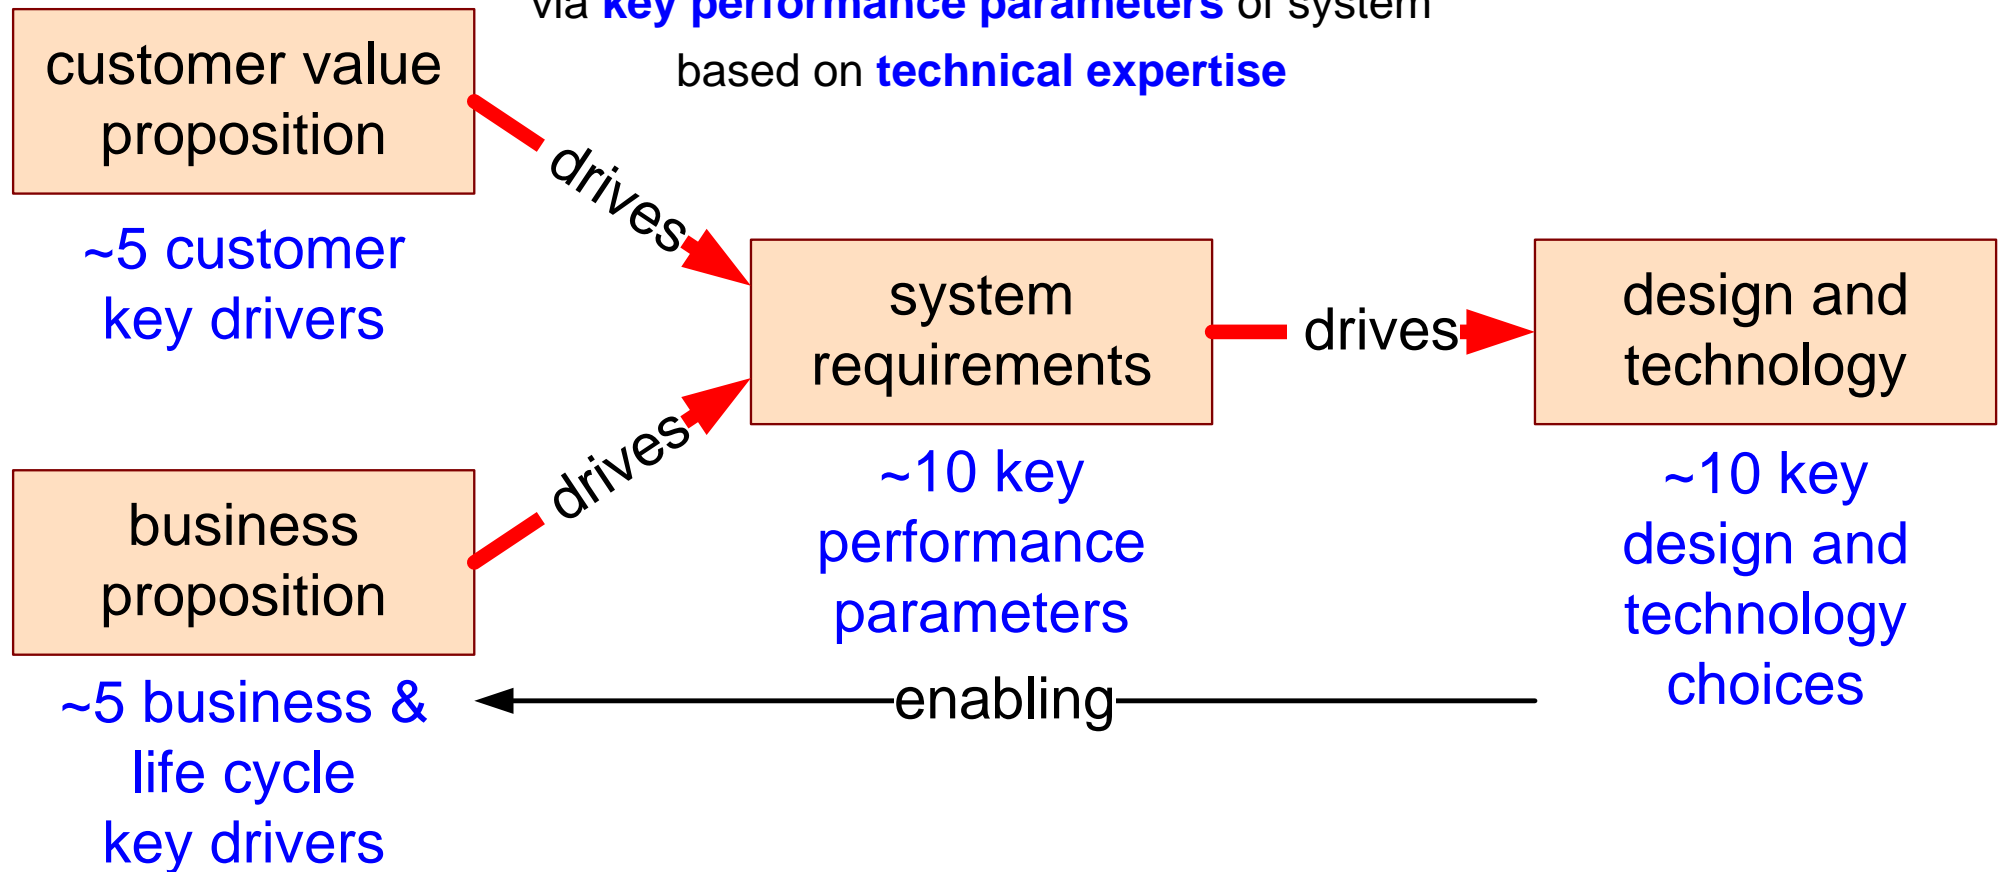 via key performance parameters of system
based on technical expertise
customer value
proposition
~5 customer
key drivers
drives
system
requirements
~10 key
performance
parameters
drives
design and
technology
~10 key
design and
technology
choices
business
proposition
~5 business &
life cycle
key drivers
drives
enabling